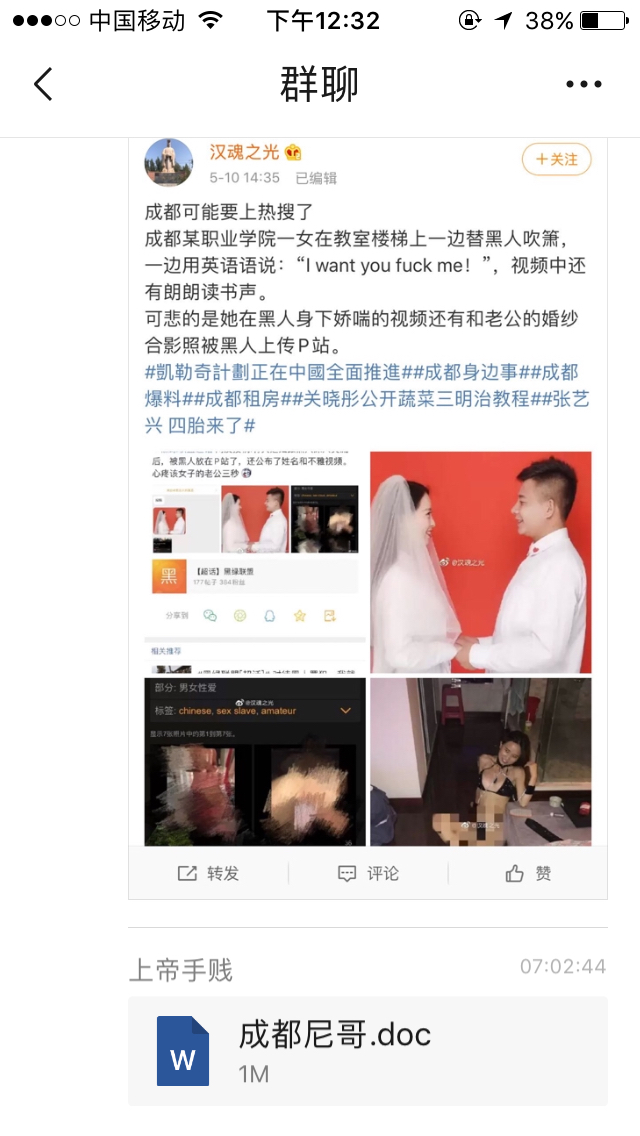 中国移动
下午12:32
38%
群聊
汉魂之光
5-10 14:35 已编辑
+关注
成都可能要上热搜了
成都某职业学院一女在教室楼梯上一边替黑人吹箫，
一边用英语语说：“I want you fuck me！”，视频中还
有朗朗读书声。
可悲的是她在黑人身下娇喘的视频还有和老公的婚纱
合影照被黑人上传P站。
#凱勒奇計劃正在中國全面推進##成都身边事##成都
爆料##成都租房##关晓彤公开蔬菜三明治教程##张艺
兴 四胎来了#
后，被黑人放在P站了，还公布了姓名和不雅视频。
心疼该女子的老公三秒
黑
【超话】黑缘联盟
分享到
相关推荐
@汉魂之光
部分: 男女性爱
@汉魂之光
标签: chinese, sex slave, amateur
显示7张照片中的第1到第7张。
@汉魂之光
转发
评论
赞
上帝手贱
07:02:44
W
成都尼哥.doc
1M